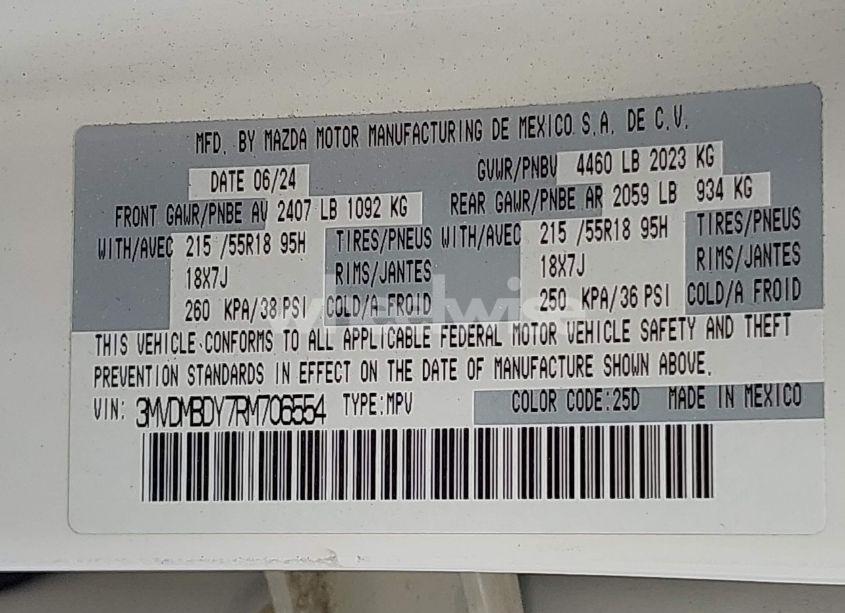 MFD. BY MAZDA MOTOR MANUFACTURING DE MEXICO S.A. DE C.V.
DATE 06/24 GVWR/PNBV 4460 LB 2023 KG
FRONT GAWR/PNBE AV 2407 LB 1092 KG REAR GAWR/PNBE AR 2059 LB 934 KG
WITH/AVEC 215 /55R18 95H TIRES/PNEUS WITH/AVEC 215 /55R18 95H TIRES/PNEUS
18X7J RIMS/JANTES 18X7J RIMS/JANTES
260 KPA/38 PSI COLD/A FROID 250 KPA/36 PSI COLD/A FROID
wheelwiss
THIS VEHICLE CONFORMS TO ALL APPLICABLE FEDERAL MOTOR VEHICLE SAFETY AND THEFT
PREVENTION STANDARDS IN EFFECT ON THE DATE OF MANUFACTURE SHOWN ABOVE.
VIN: 3MVDMBDY7RM706554 TYPE:MPV COLOR CODE:25D MADE IN MEXICO